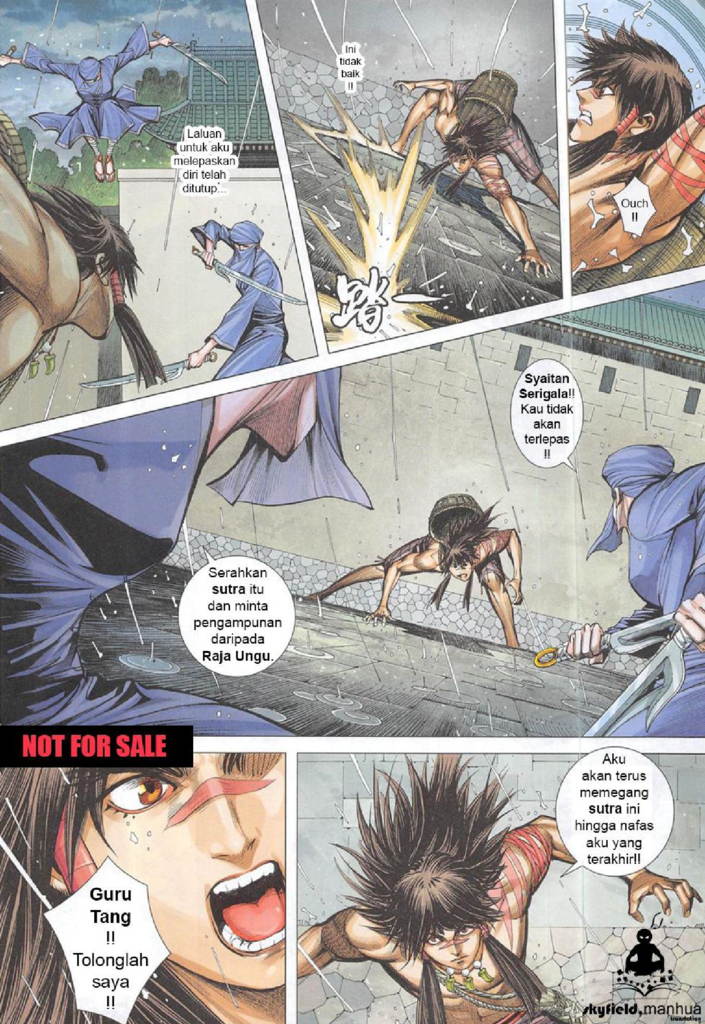 Laluan
untuk aku
melepaskan
diri telah
ditutup...
Ini
tidak
baik
!!
踏
Ouch
!!
Syaitan
Serigala!!
Kau tidak
akan
terlepas
!!
Serahkan
sutra itu
dan minta
pengampunan
daripada
Raja Ungu.
NOT FOR SALE
Guru
Tang
!!
Tolonglah
saya
!!
Aku
akan terus
memegang
sutra ini
hingga nafas
aku yang
terakhir!!
skyfield.manhua
translation